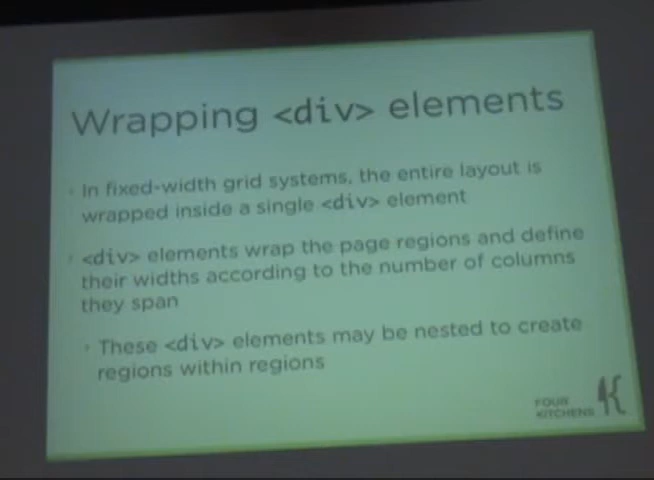 Wrapping <div> elements
In fixed-width grid systems, the entire layout is
wrapped inside a single <div> element
<div> elements wrap the page regions and define
their widths according to the number of columns
they span
These <div> elements may be nested to create
regions within regions
FOUR
KITCHENS